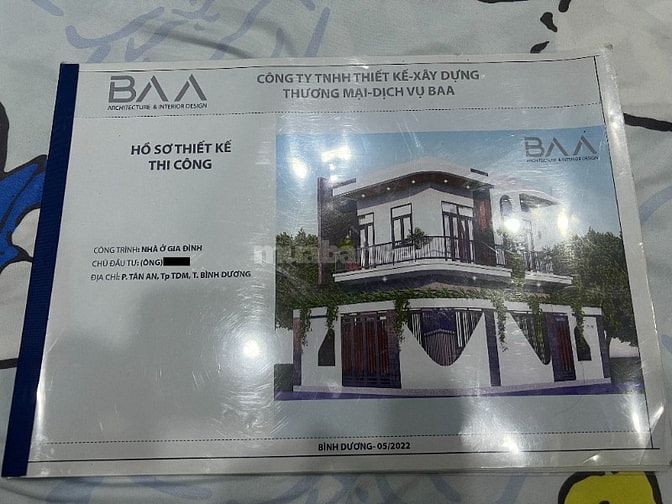 BAA
ARCHITECTURE & INTERIOR DESIGN
CÔNG TY TNHH THIẾT KẾ-XÂY DỰNG
THƯƠNG MẠI-DỊCH VỤ BAA
HỒ SƠ THIẾT KẾ
THI CÔNG
BAA
ARCHITECTURE & INTERIOR DESIGN
CÔNG TRÌNH: NHÀ Ở GIA ĐÌNH
CHỦ ĐẦU TƯ: (ÔNG)
ĐỊA CHỈ: P. TÂN AN, Tp TDM, T. BÌNH DƯƠNG
BÌNH DƯƠNG- 05/2022